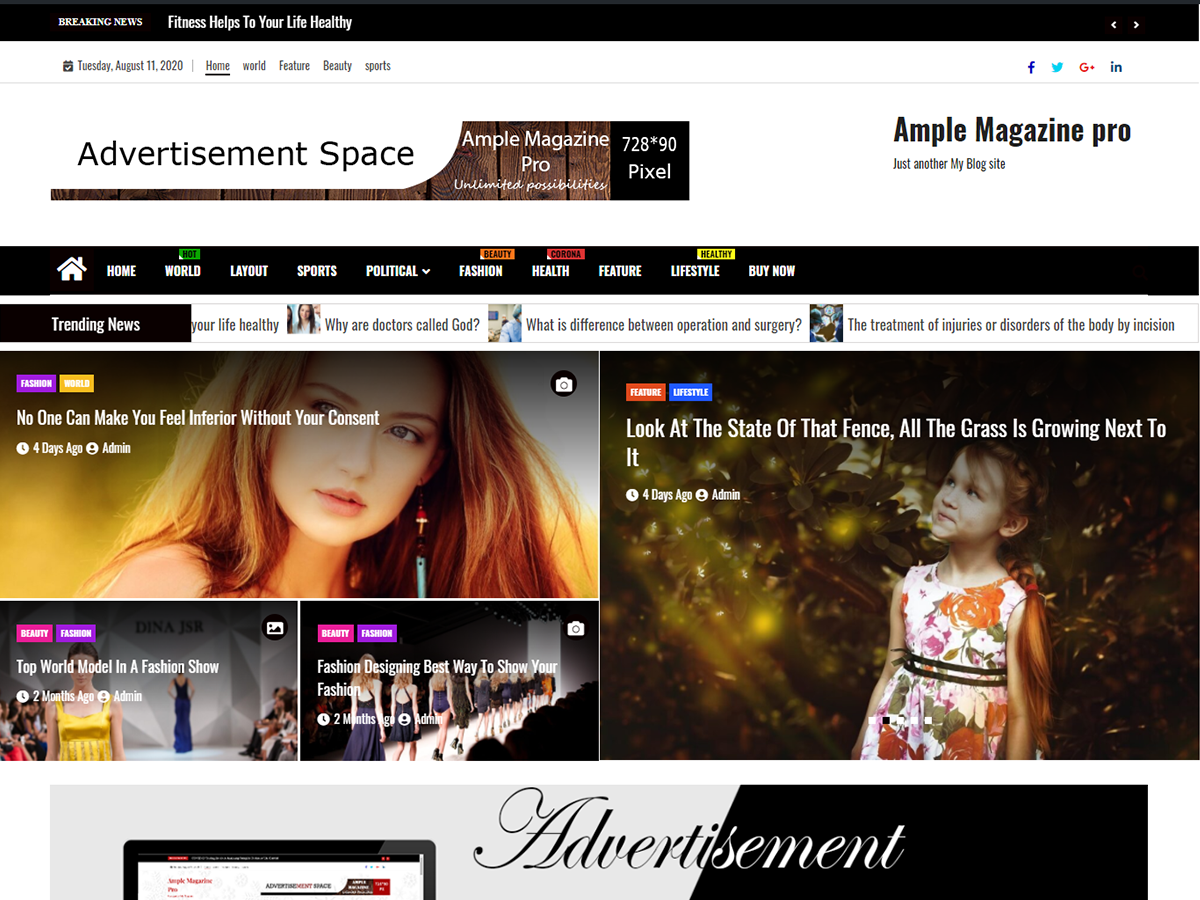 BREAKING NEWS Fitness Helps To Your Life Healthy
Tuesday, August 11, 2020 | Home world Feature Beauty sports
Advertisement Space
Ample Magazine
Pro
Unlimited possibilities
728*90
Pixel
Ample Magazine pro
Just another My Blog site
HOT BEAUTY CORONA HEALTHY
HOME WORLD LAYOUT SPORTS POLITICAL FASHION HEALTH FEATURE LIFESTYLE BUY NOW
Trending News your life healthy Why are doctors called God? What is difference between operation and surgery? The treatment of injuries or disorders of the body by incision
FASHION WORLD
No One Can Make You Feel Inferior Without Your Consent
4 Days Ago Admin
FEATURE LIFESTYLE
Look At The State Of That Fence, All The Grass Is Growing Next To
It
4 Days Ago Admin
DINA JSR
BEAUTY FASHION
Top World Model In A Fashion Show
2 Months Ago Admin
BEAUTY FASHION
Fashion Designing Best Way To Show Your
Fashion
2 Months Ago Admin
Advertisement
Ample Magazine
Pro
ADVERTISEMENT SPACE